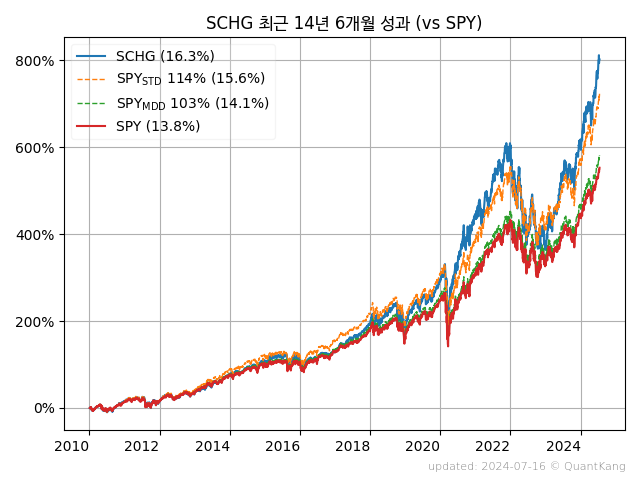 SCHG 최근 14년 6개월 성과 (vs SPY)
SCHG (16.3%)
SPY_STD 114% (15.6%)
SPY_MDD 103% (14.1%)
SPY (13.8%)
800%
600%
400%
200%
0%
2010 2012 2014 2016 2018 2020 2022 2024
updated: 2024-07-16 © QuantKang